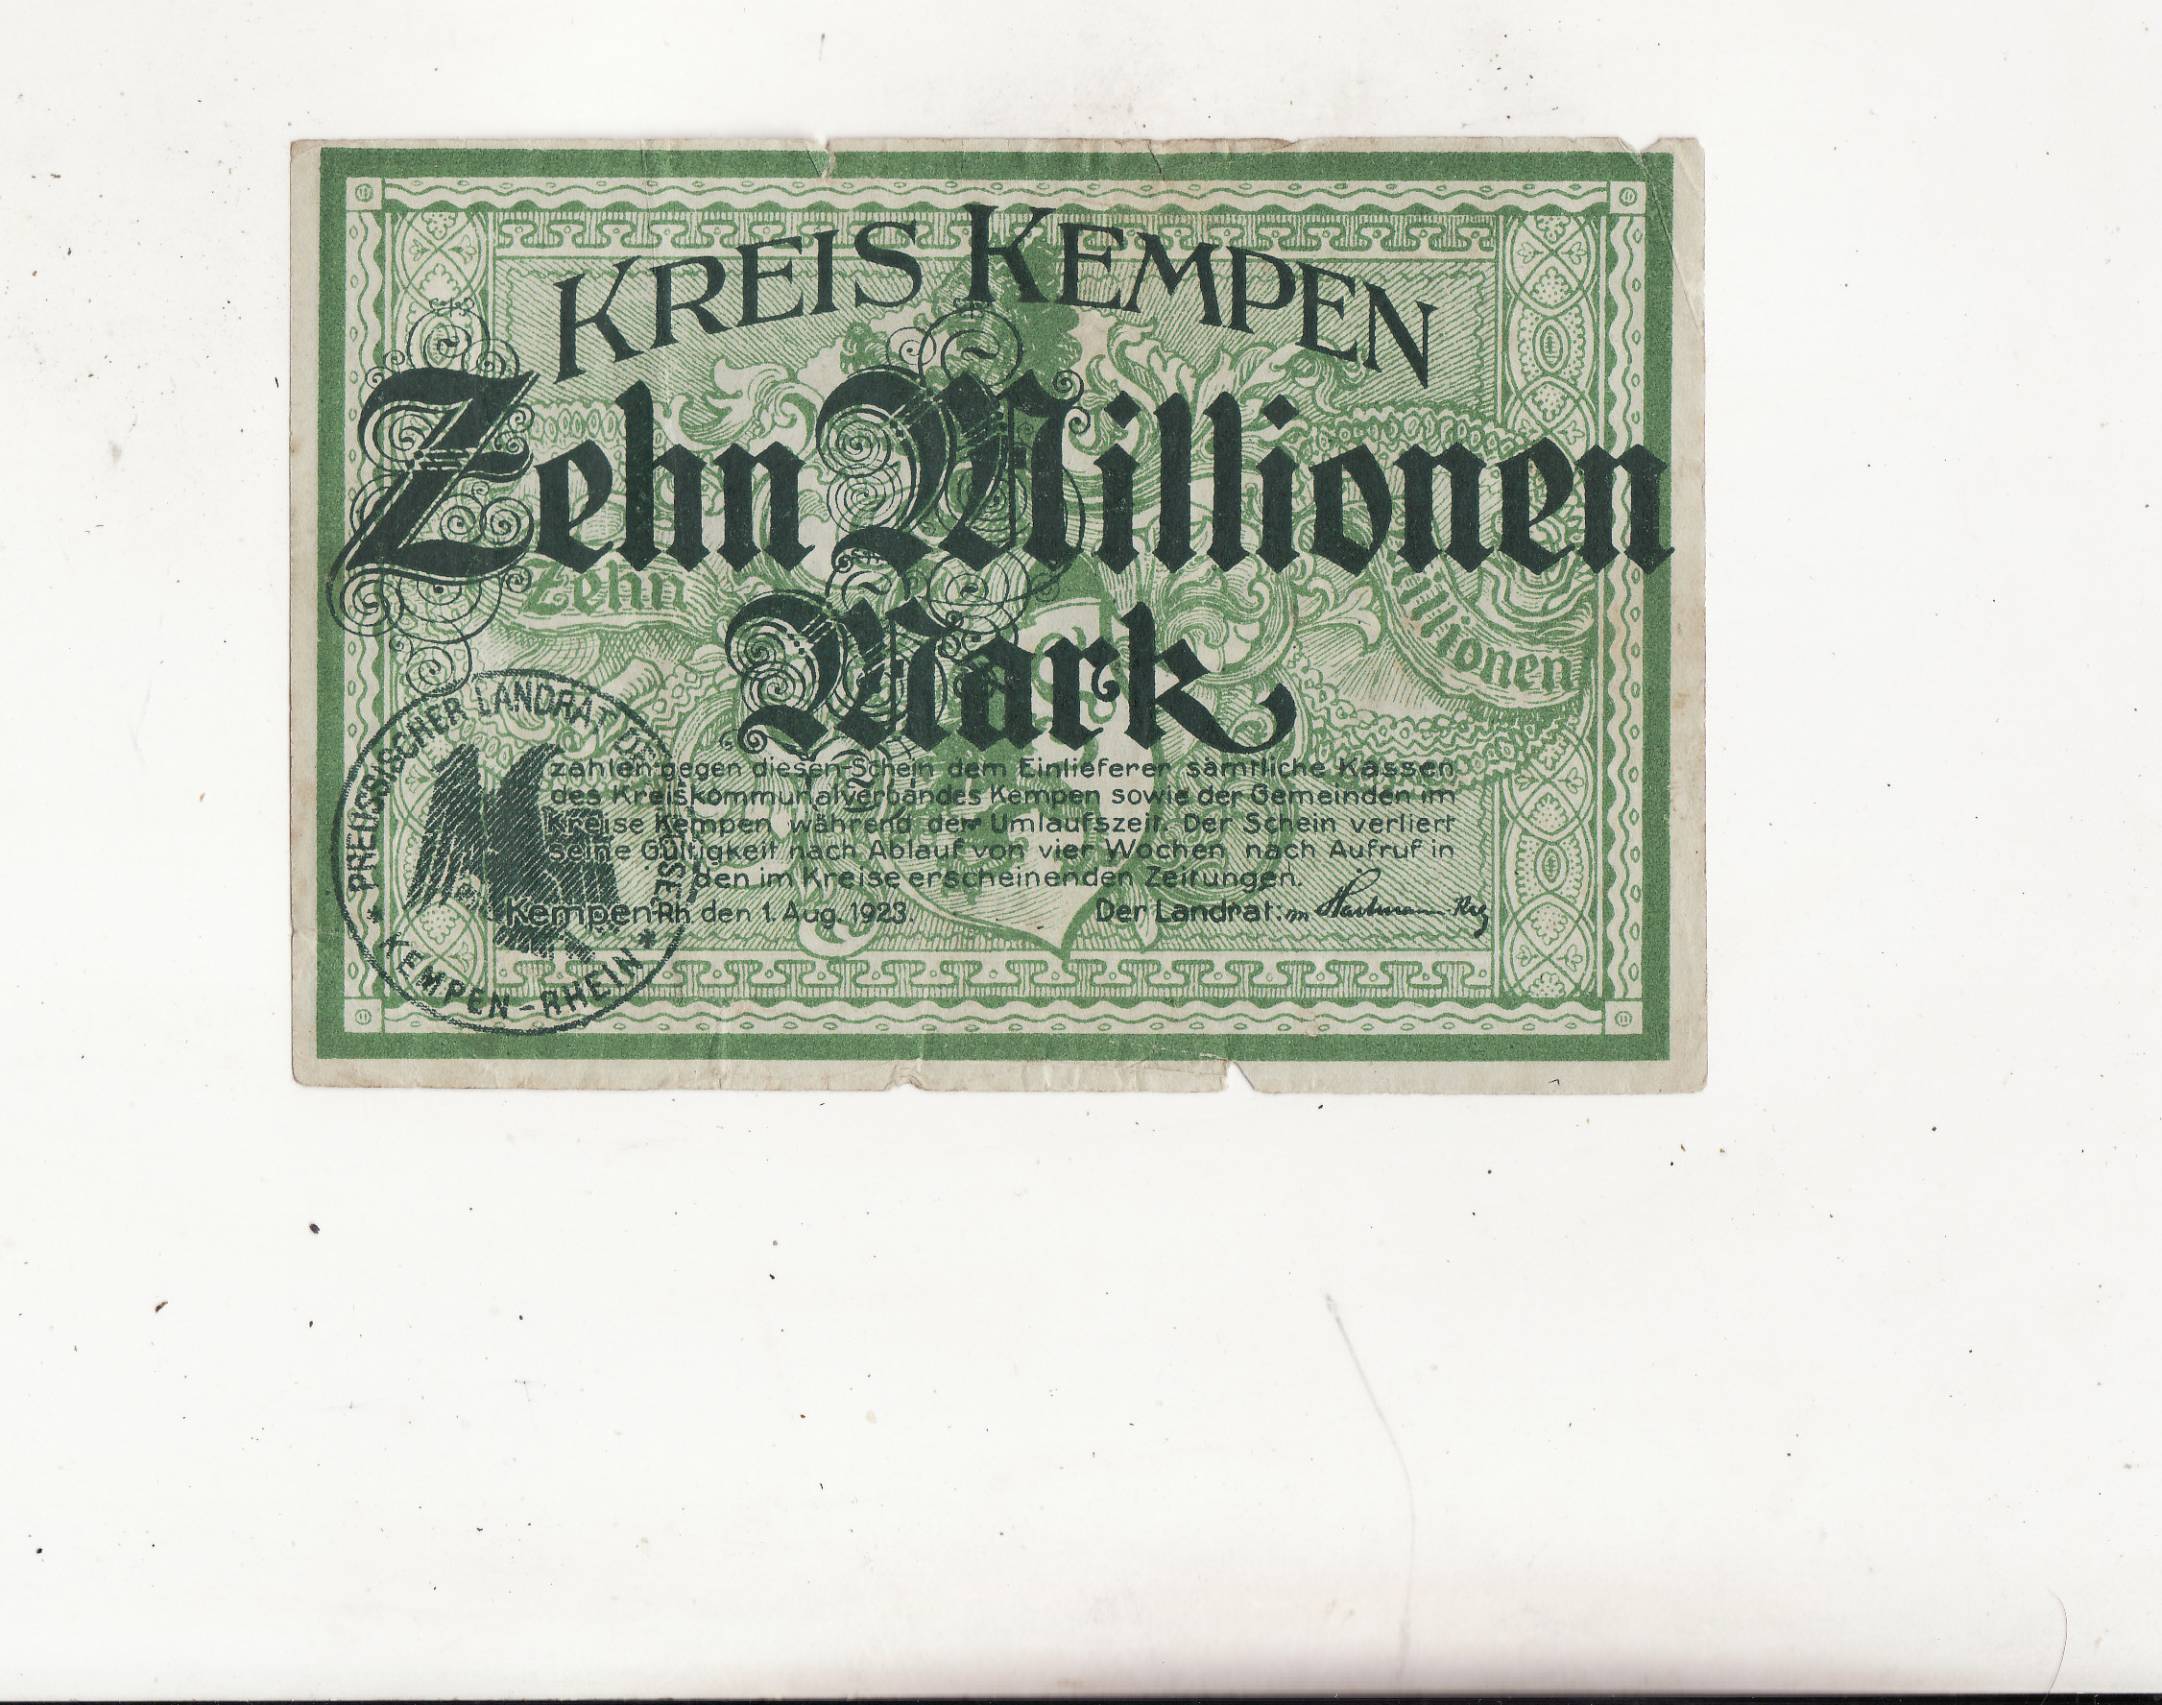 KREIS KEMPEN
Zehn Millionen
Zehn Millionen
Mark
zahlen gegen diesen Schein dem Einlieferer sämtliche Kassen
des Kreiskommunalverbandes Kempen sowie der Gemeinden im
Kreise Kempen während der Umlaufszeit. Der Schein verliert
seine Gültigkeit nach Ablauf von vier Wochen nach Aufruf in
den im Kreise erscheinenden Zeitungen.
Kempen-Rh den 1. Aug. 1923.
Der Landrat:
PREUSSISCHER LANDRAT DES
* KEMPEN-RHEIN *